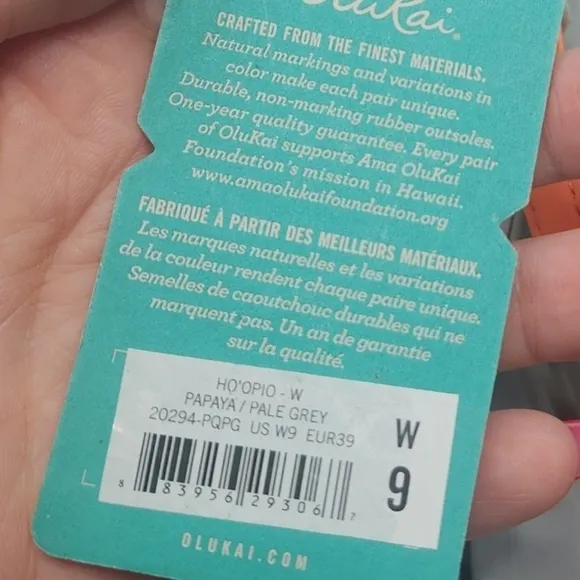 OluKai.
CRAFTED FROM THE FINEST MATERIALS.
Natural markings and variations in
color make each pair unique.
Durable, non-marking rubber outsoles.
One-year quality guarantee. Every pair
of OluKai supports Ama OluKai
Foundation's mission in Hawaii.
www.amaolukaifoundation.org
FABRIQUÉ À PARTIR DES MEILLEURS MATÉRIAUX.
Les marques naturelles et les variations
de la couleur rendent chaque paire unique.
Semelles de caoutchouc durables qui ne
marquent pas. Un an de garantie
sur la qualité.
HO'OPIO - W
PAPAYA / PALE GREY
20294-PQPG US W9 EUR39
W
9
8 83956 29306 7
OLUKAI.COM